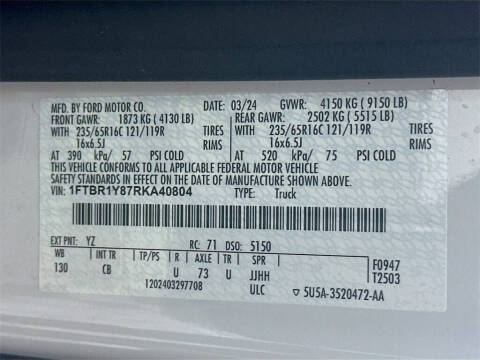 MFD. BY FORD MOTOR CO. DATE: 03/24 GVWR: 4150 KG ( 9150 LB)
FRONT GAWR: 1873 KG ( 4130 LB) REAR GAWR: 2502 KG ( 5515 LB)
WITH 235/65R16C 121/119R TIRES WITH 235/65R16C 121/119R TIRES
16x6.5J RIMS 16x6.5J RIMS
AT 390 kPa/ 57 PSI COLD AT 520 kPa/ 75 PSI COLD
THIS VEHICLE CONFORMS TO ALL APPLICABLE FEDERAL MOTOR VEHICLE
SAFETY STANDARDS IN EFFECT ON THE DATE OF MANUFACTURE SHOWN ABOVE.
VIN: 1FTBR1Y87RKA40804 TYPE: Truck
EXT PNT: YZ RC: 71 DSO: 5150
WB INT TR TP/PS R AXLE TR SPR F0947
130 CB U 73 U JJHH T2503
1202403297708 ULC 5U5A-3520472-AA